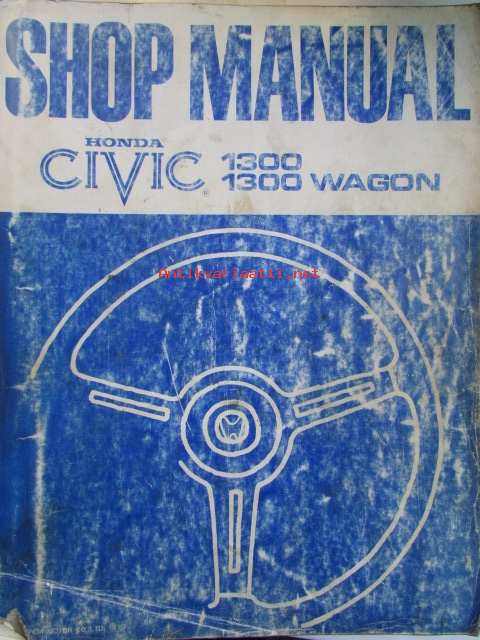 SHOP MANUAL
HONDA
CIVIC® 1300
1300 WAGON
Antikvariaatti.net